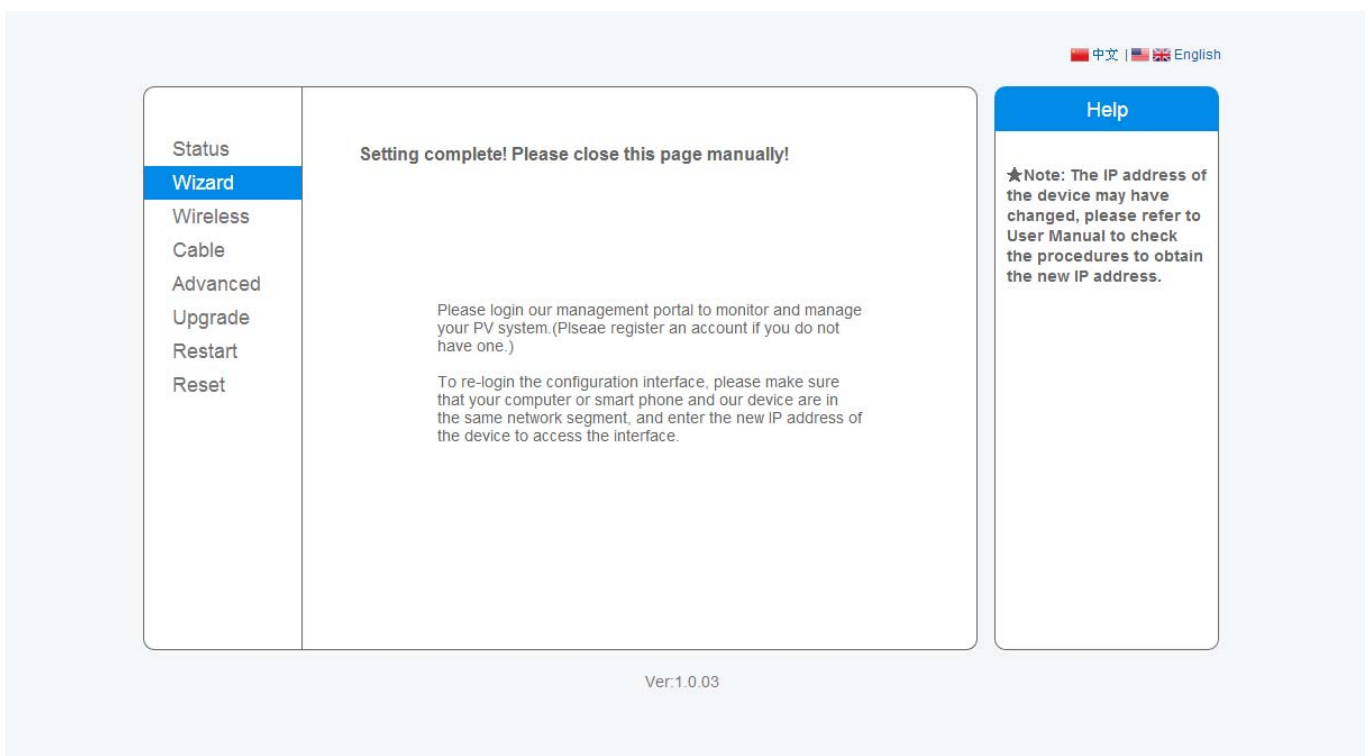 中文 | English
Help
Status
Wizard
Wireless
Cable
Advanced
Upgrade
Restart
Reset
Setting complete! Please close this page manually!
Please login our management portal to monitor and manage
your PV system.(Plseae register an account if you do not
have one.)
To re-login the configuration interface, please make sure
that your computer or smart phone and our device are in
the same network segment, and enter the new IP address of
the device to access the interface.
★Note: The IP address of
the device may have
changed, please refer to
User Manual to check
the procedures to obtain
the new IP address.
Ver:1.0.03